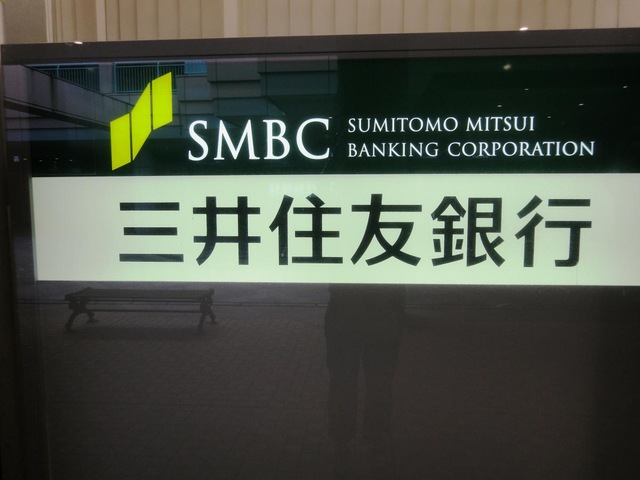 SMBC
SUMITOMO MITSUI
BANKING CORPORATION
三井住友銀行